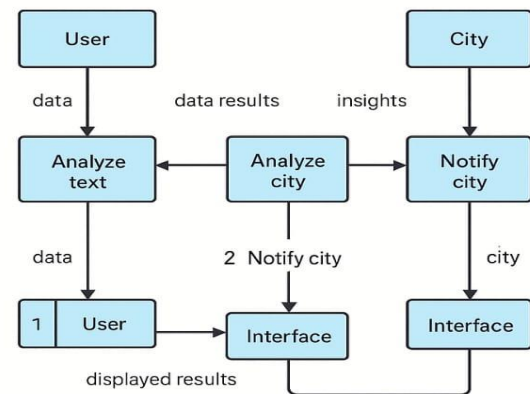 User
City
data
data results
insights
Analyze
text
Analyze
city
Notify
city
data
2 Notify city
city
1 User
Interface
Interface
displayed results